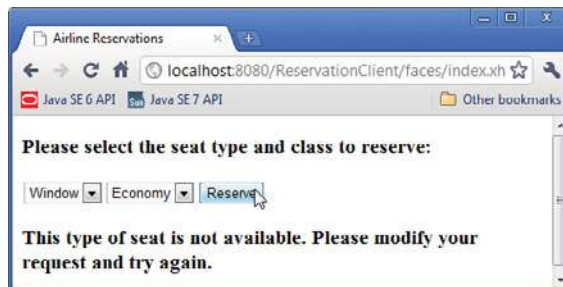 Airline Reservations
localhost:8080/ReservationClient/faces/index.xh
Java SE 6 API Sun Java SE 7 API Other bookmarks
Please select the seat type and class to reserve:
Window Economy Reserve
This type of seat is not available. Please modify your
request and try again.